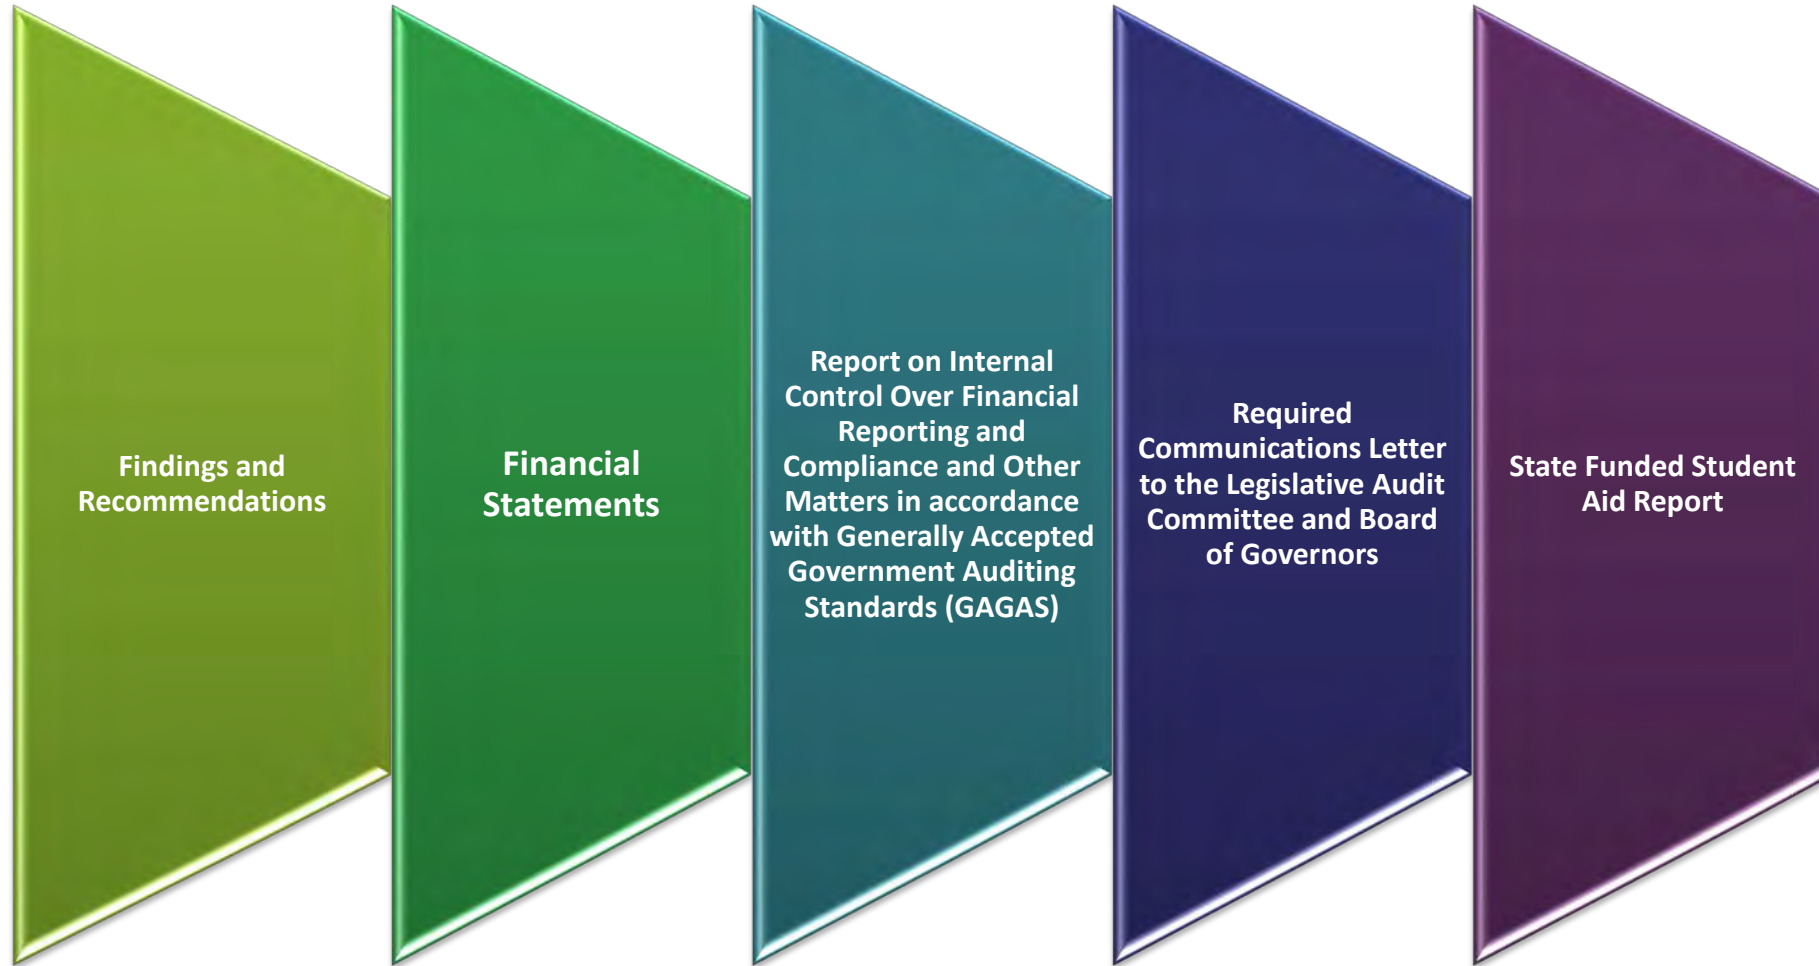 Findings and
Recommendations
Financial
Statements
Report on Internal
Control Over Financial
Reporting and
Compliance and Other
Matters in accordance
with Generally Accepted
Government Auditing
Standards (GAGAS)
Required
Communications Letter
to the Legislative Audit
Committee and Board
of Governors
State Funded Student
Aid Report